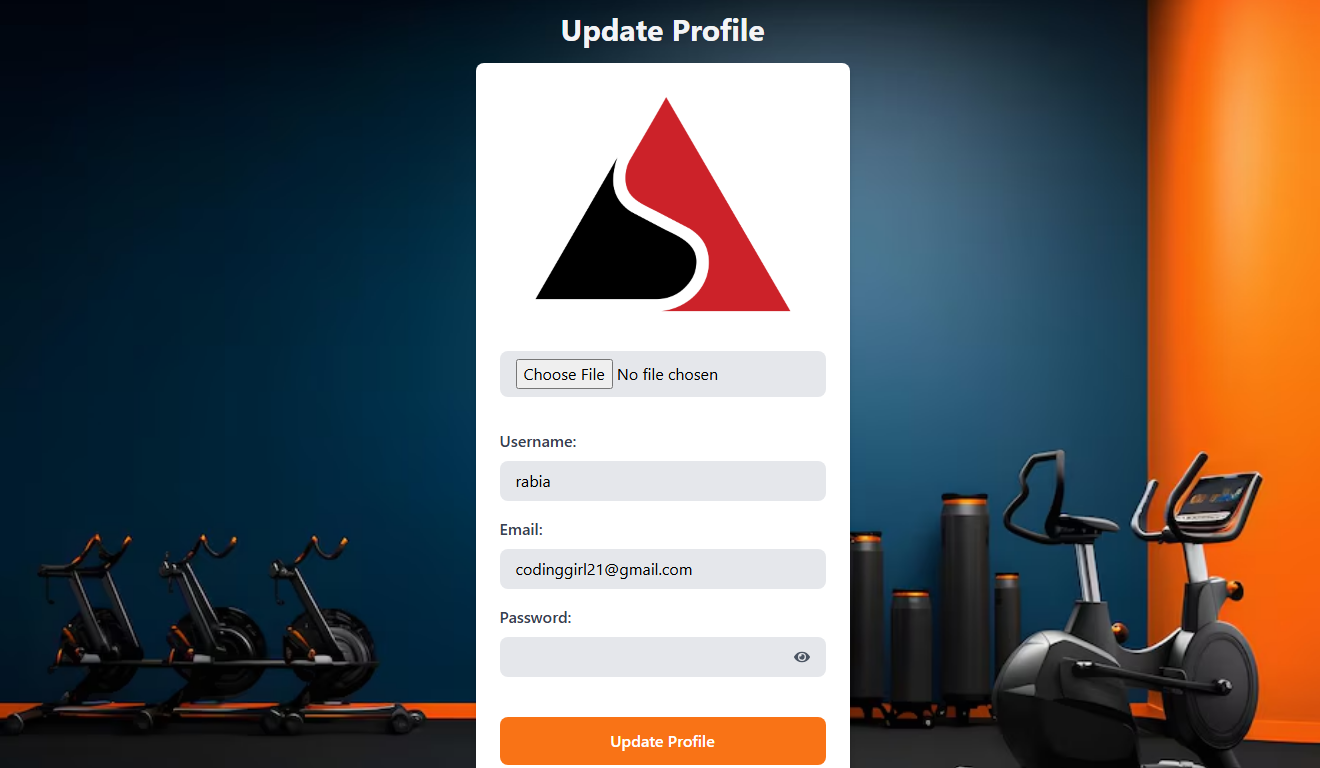 Update Profile
Choose File No file chosen
Username:
rabia
Email:
codinggirl21@gmail.com
Password:
Update Profile